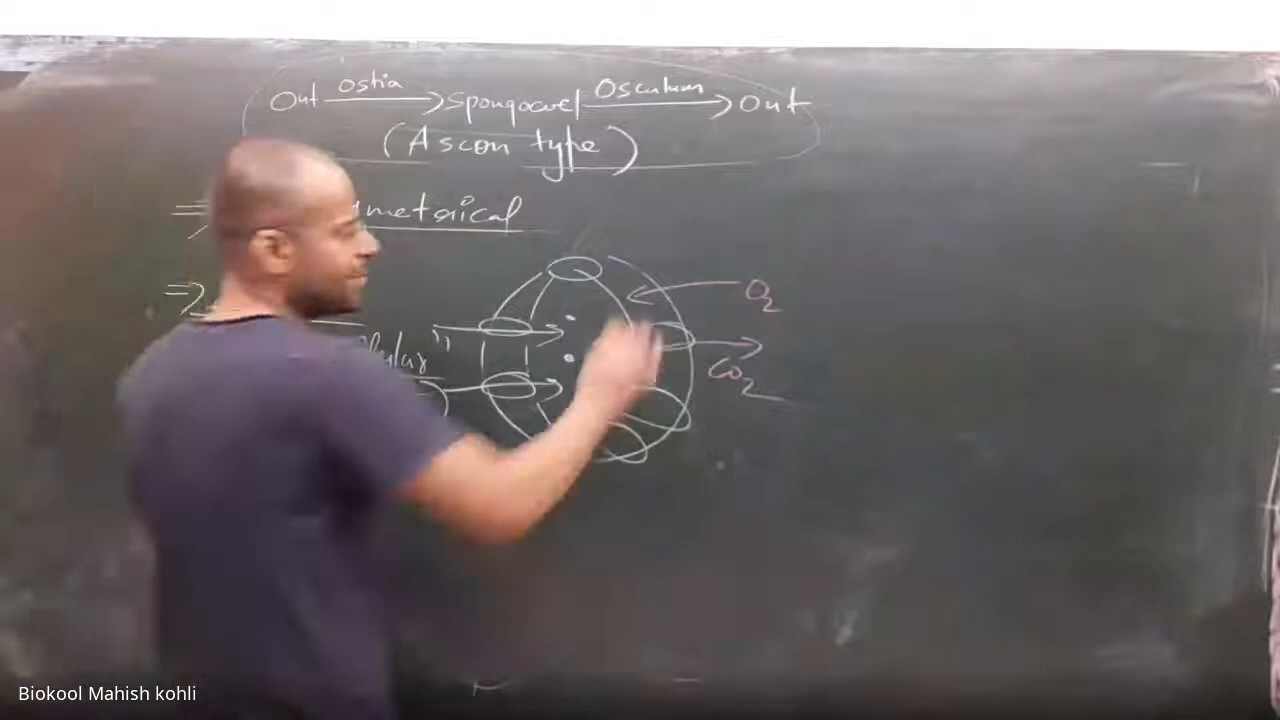 Out ostia → Spongocoel Osculum → Out
(Ascon type)
⇒ metrical
⇒
O2
CO2
Biokool Mahish kohli